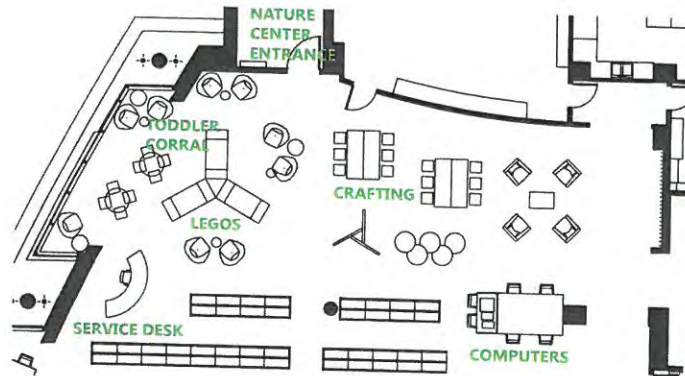 NATURE
CENTER
ENTRANCE
TODDLER
CORRAL
CRAFTING
LEGOS
SERVICE DESK
COMPUTERS